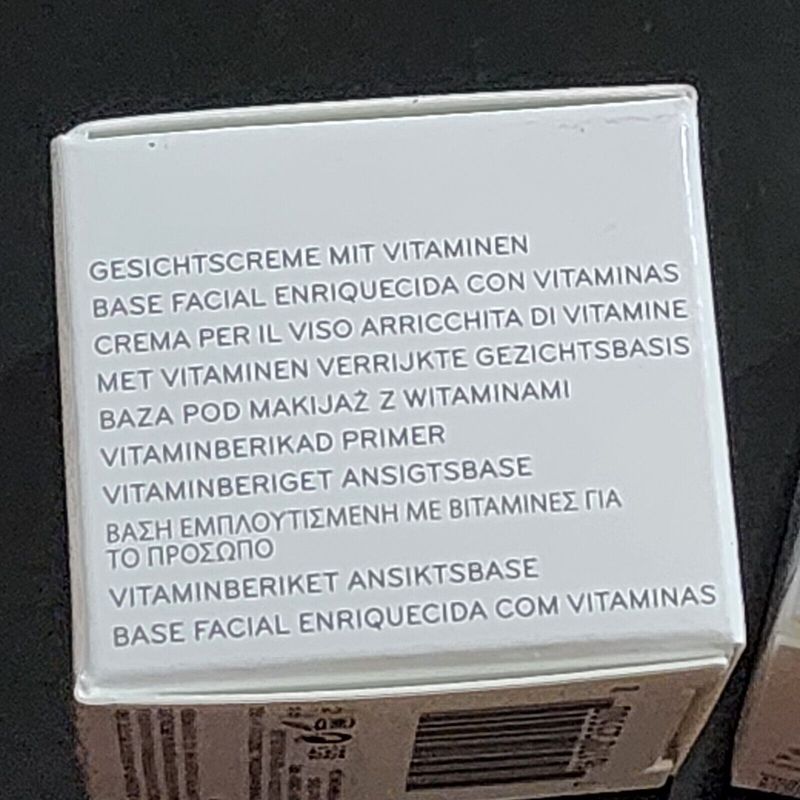 GESICHTSCREME MIT VITAMINEN
BASE FACIAL ENRIQUECIDA CON VITAMINAS
CREMA PER IL VISO ARRICCHITA DI VITAMINE
MET VITAMINEN VERRIJKTE GEZICHTSBASIS
BAZA POD MAKIJAŻ Z WITAMINAMI
VITAMINBERIKAD PRIMER
VITAMINBERIGET ANSIGTSBASE
ΒΑΣΗ ΕΜΠΛΟΥΤΙΣΜΕΝΗ ΜΕ ΒΙΤΑΜΙΝΕΣ ΓΙΑ
ΤΟ ΠΡΟΣΩΠΟ
VITAMINBERIKET ANSIKTSBASE
BASE FACIAL ENRIQUECIDA COM VITAMINAS